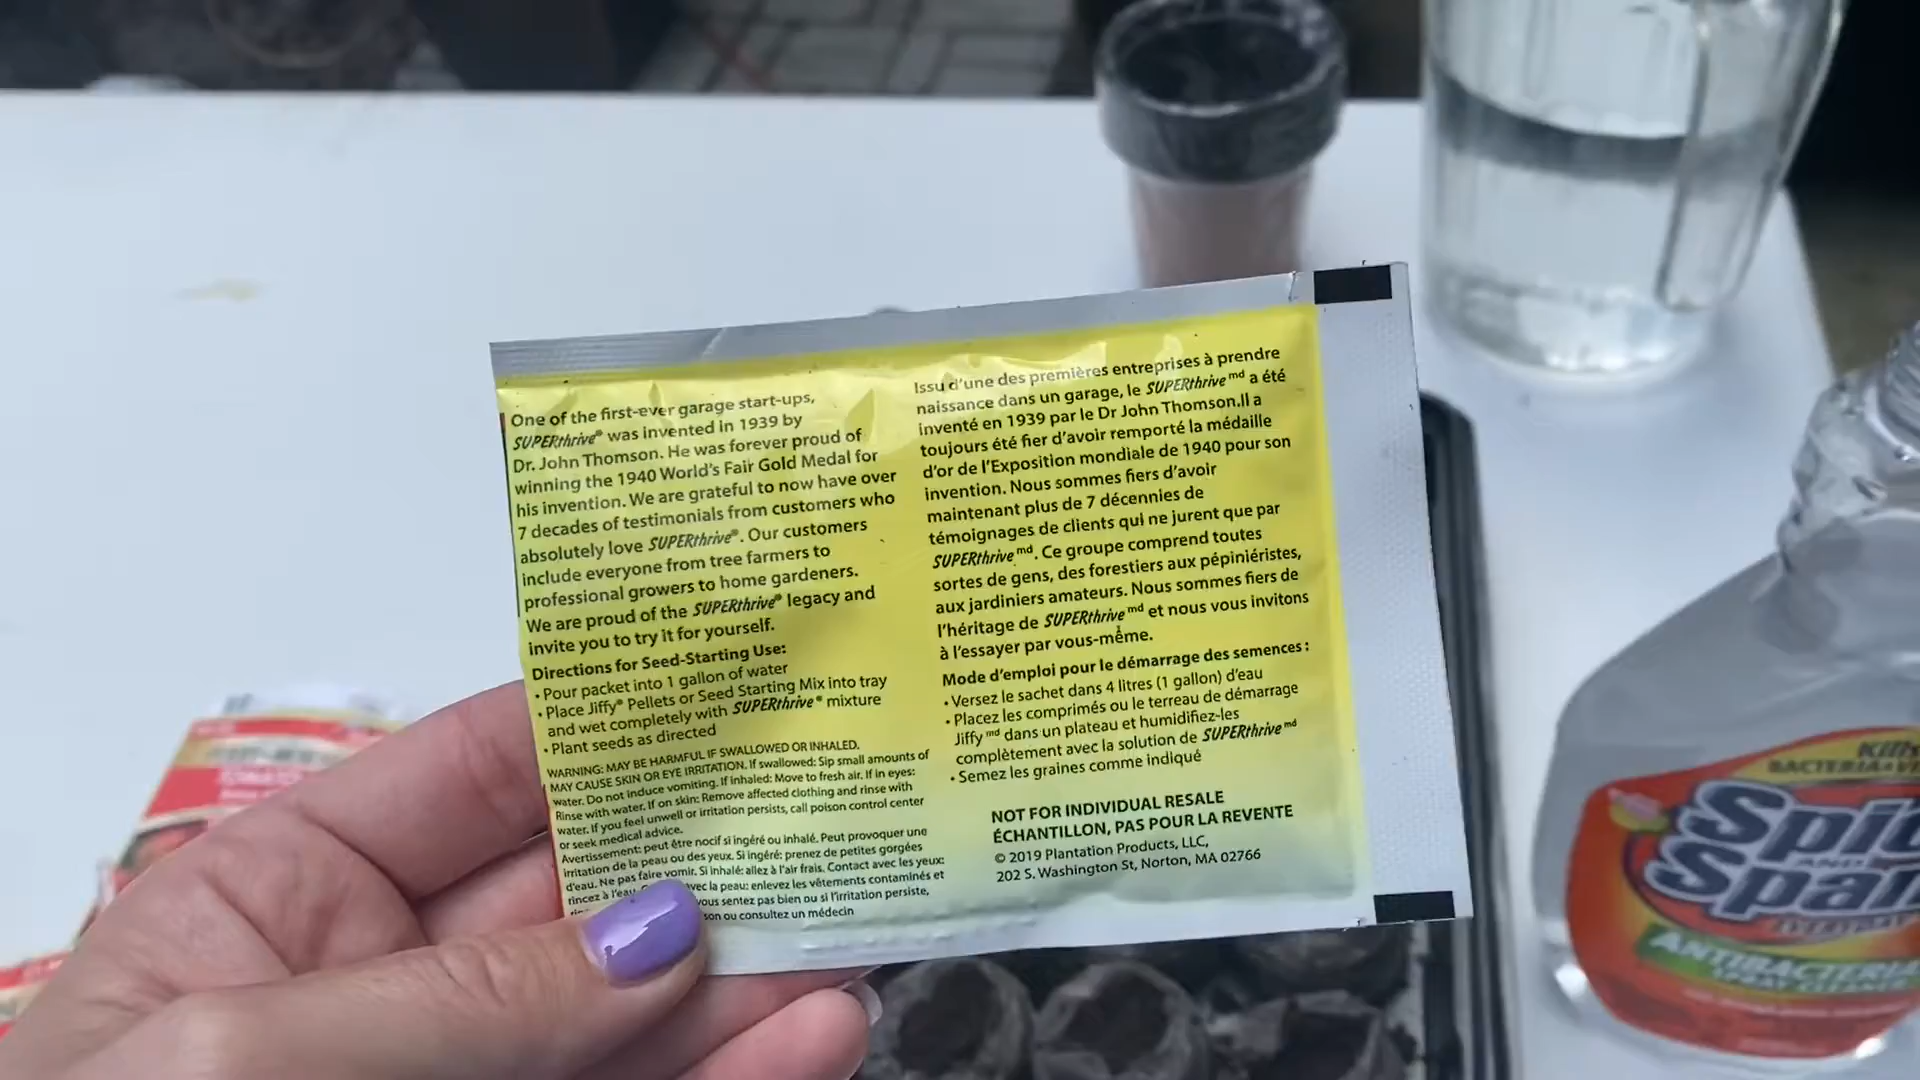 One of the first-ever garage start-ups,
SUPERthrive® was invented in 1939 by
Dr. John Thomson. He was forever proud of
winning the 1940 World's Fair Gold Medal for
his invention. We are grateful to now have over
7 decades of testimonials from customers who
absolutely love SUPERthrive®. Our customers
include everyone from tree farmers to
professional growers to home gardeners.
We are proud of the SUPERthrive® legacy and
invite you to try it for yourself.
Directions for Seed-Starting Use:
• Pour packet into 1 gallon of water
• Place Jiffy® Pellets or Seed Starting Mix into tray
and wet completely with SUPERthrive® mixture
• Plant seeds as directed
WARNING: MAY BE HARMFUL IF SWALLOWED OR INHALED.
MAY CAUSE SKIN OR EYE IRRITATION. If swallowed: Sip small amounts of
water. Do not induce vomiting. If inhaled: Move to fresh air. If in eyes:
Rinse with water. If on skin: Remove affected clothing and rinse with
water. If you feel unwell or irritation persists, call poison control center
or seek medical advice.
Avertissement: peut être nocif si ingéré ou inhalé. Peut provoquer une
irritation de la peau ou des yeux. Si ingéré: prenez de petites gorgées
d'eau. Ne pas faire vomir. Si inhalé: allez à l'air frais. Contact avec les yeux:
rincez à l'eau. avec la peau: enlevez les vêtements contaminés et
vous sentez pas bien ou si l'irritation persiste,
son ou consultez un médecin
Issu d'une des premières entreprises à prendre
naissance dans un garage, le SUPERthrive md a été
inventé en 1939 par le Dr John Thomson.Il a
toujours été fier d'avoir remporté la médaille
d'or de l'Exposition mondiale de 1940 pour son
invention. Nous sommes fiers d'avoir
maintenant plus de 7 décennies de
témoignages de clients qui ne jurent que par
SUPERthrive md. Ce groupe comprend toutes
sortes de gens, des forestiers aux pépiniéristes,
aux jardiniers amateurs. Nous sommes fiers de
l'héritage de SUPERthrive md et nous vous invitons
à l'essayer par vous-même.
Mode d'emploi pour le démarrage des semences :
• Versez le sachet dans 4 litres (1 gallon) d'eau
• Placez les comprimés ou le terreau de démarrage
Jiffy md dans un plateau et humidifiez-les
complètement avec la solution de SUPERthrive md
• Semez les graines comme indiqué
NOT FOR INDIVIDUAL RESALE
ÉCHANTILLON, PAS POUR LA REVENTE
© 2019 Plantation Products, LLC,
202 S. Washington St, Norton, MA 02766
Kills
BACTERIA
Spic
AND
Span
EVERYDAY
ANTIBACTERIAL
SPRAY CLEANER